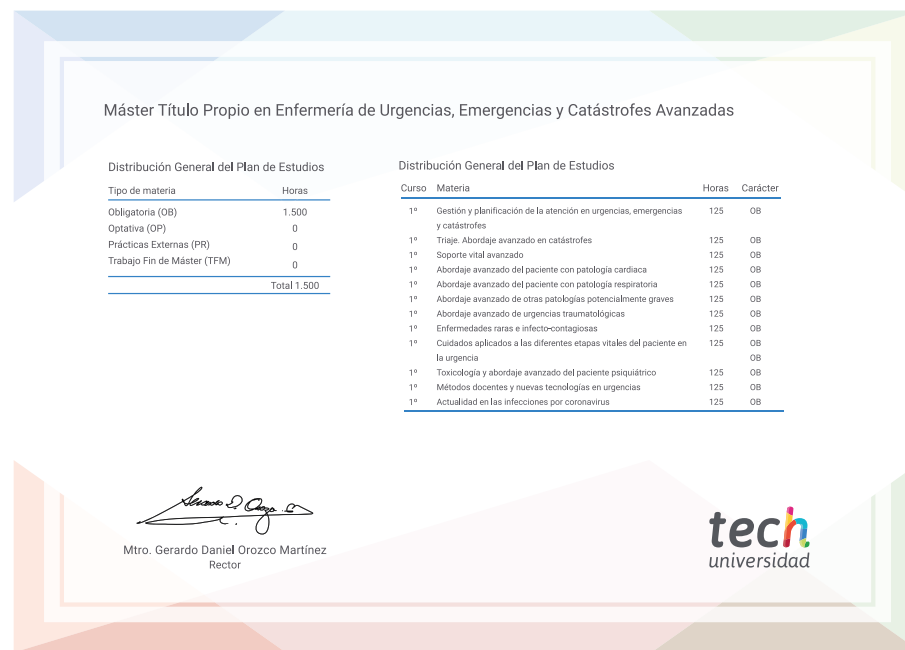 Máster Título Propio en Enfermería de Urgencias, Emergencias y Catástrofes Avanzadas
Distribución General del Plan de Estudios
Tipo de materia Horas
Obligatoria (OB) 1.500
Optativa (OP) 0
Prácticas Externas (PR) 0
Trabajo Fin de Máster (TFM) 0
Total 1.500
Distribución General del Plan de Estudios
Curso Materia Horas Carácter
1º Gestión y planificación de la atención en urgencias, emergencias 125 OB
y catástrofes
1º Triaje. Abordaje avanzado en catástrofes 125 OB
1º Soporte vital avanzado 125 OB
1º Abordaje avanzado del paciente con patología cardiaca 125 OB
1º Abordaje avanzado del paciente con patología respiratoria 125 OB
1º Abordaje avanzado de otras patologías potencialmente graves 125 OB
1º Abordaje avanzado de urgencias traumatológicas 125 OB
1º Enfermedades raras e infecto-contagiosas 125 OB
1º Cuidados aplicados a las diferentes etapas vitales del paciente en 125 OB
la urgencia OB
1º Toxicología y abordaje avanzado del paciente psiquiátrico 125 OB
1º Métodos docentes y nuevas tecnologías en urgencias 125 OB
1º Actualidad en las infecciones por coronavirus 125 OB
Mtro. Gerardo Daniel Orozco Martínez
Rector
tech
universidad